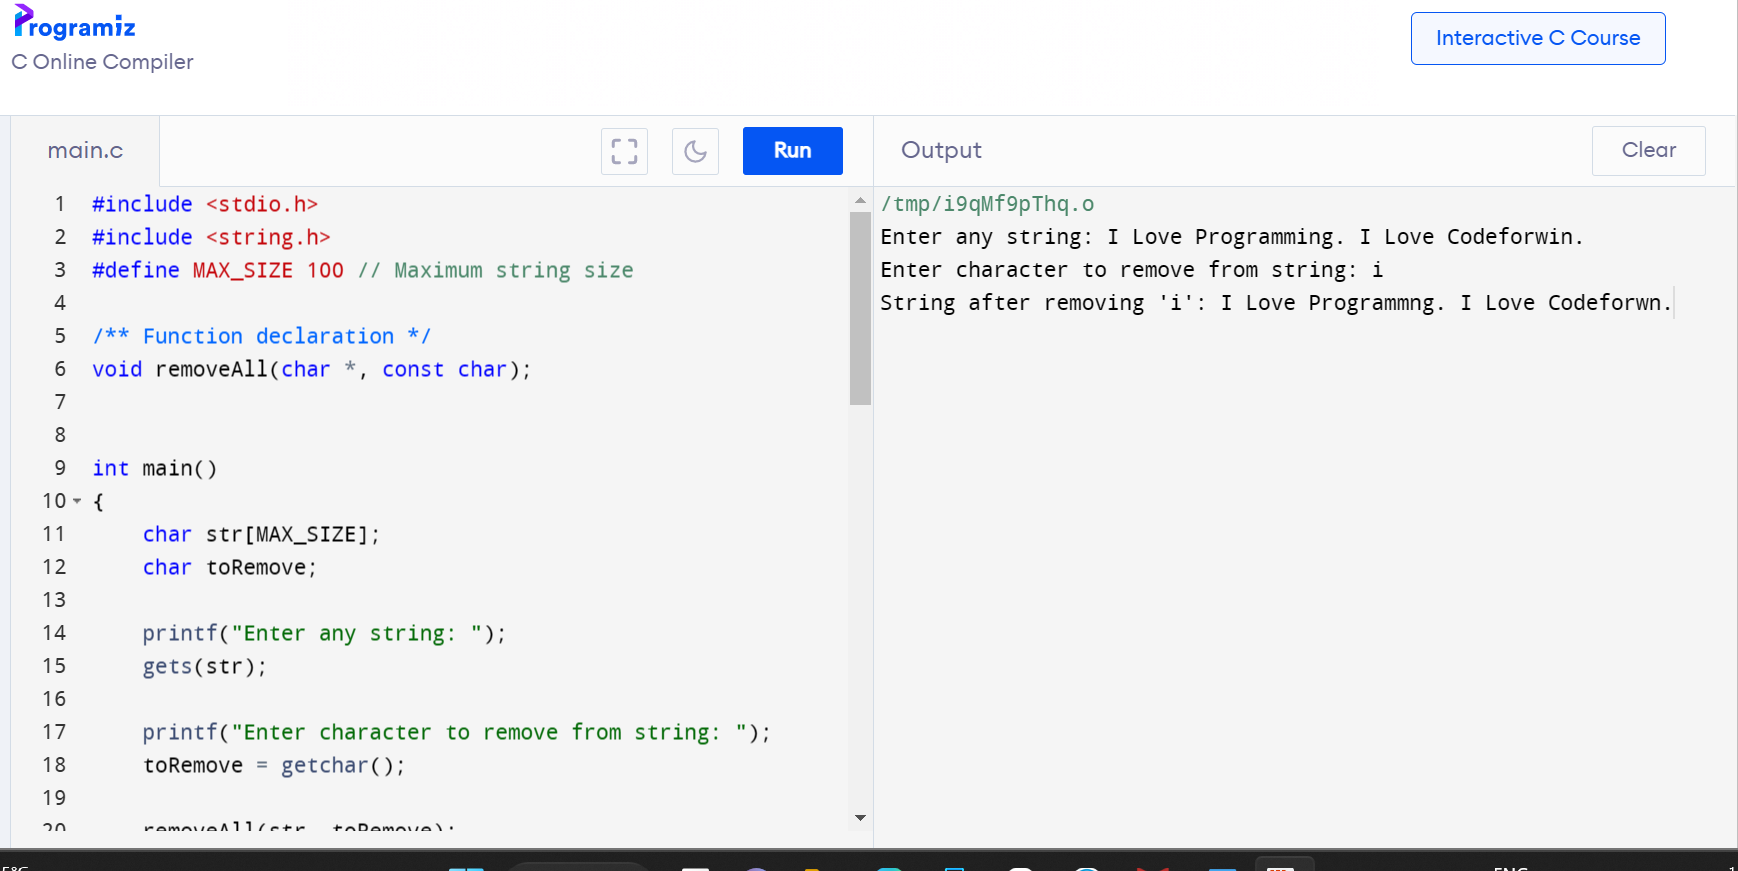 Programiz
C Online Compiler
Interactive C Course
main.c
Run
Output
Clear
1 #include <stdio.h>
2 #include <string.h>
3 #define MAX_SIZE 100 // Maximum string size
4
5 /** Function declaration */
6 void removeAll(char *, const char);
7
8
9 int main()
10 {
11 char str[MAX_SIZE];
12 char toRemove;
13
14 printf("Enter any string: ");
15 gets(str);
16
17 printf("Enter character to remove from string: ");
18 toRemove = getchar();
19
20 removeAll(str, toRemove);
/tmp/i9qMf9pThq.o
Enter any string: I Love Programming. I Love Codeforwin.
Enter character to remove from string: i
String after removing 'i': I Love Programmng. I Love Codeforwn.